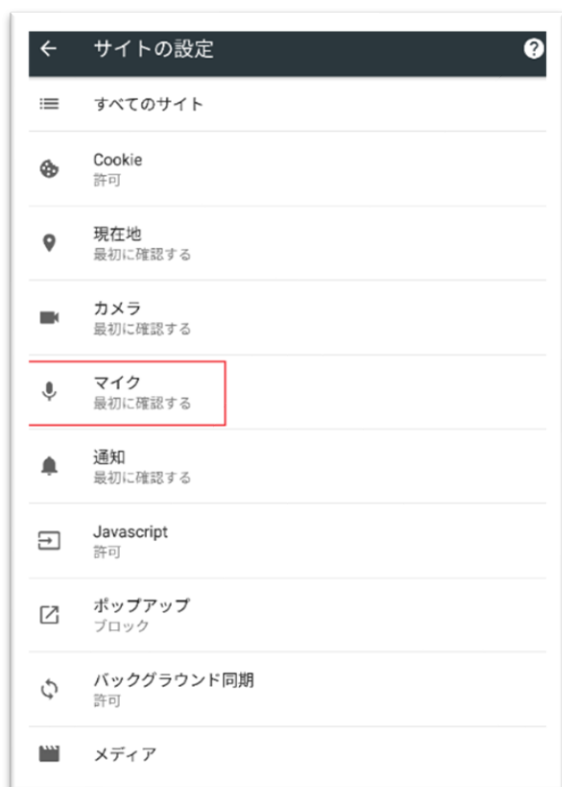 サイトの設定
すべてのサイト
Cookie
許可
現在地
最初に確認する
カメラ
最初に確認する
マイク
最初に確認する
通知
最初に確認する
Javascript
許可
ポップアップ
ブロック
バックグラウンド同期
許可
メディア